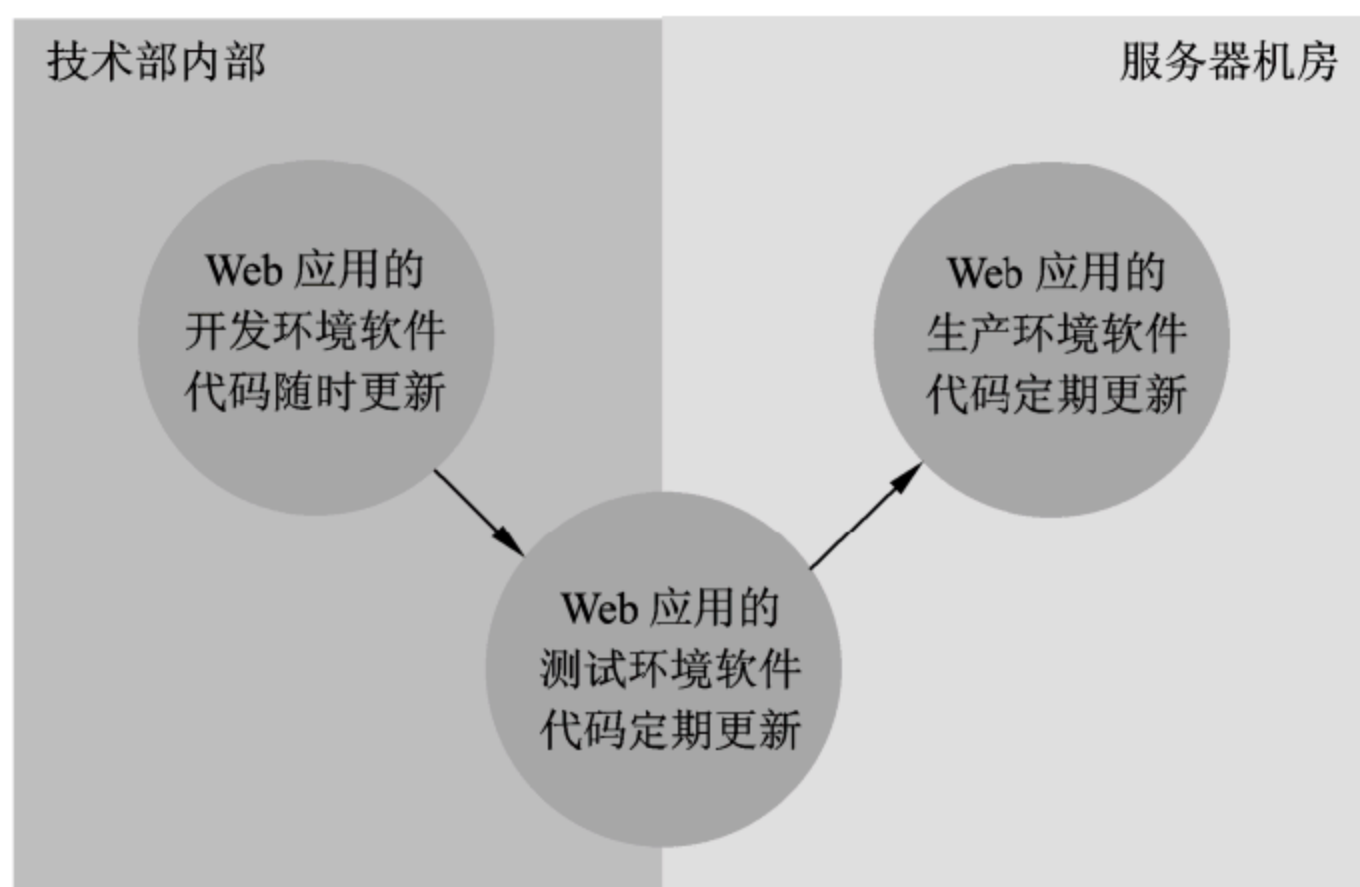 技术部内部
服务器机房
Web 应用的
开发环境软件
代码随时更新
Web 应用的
生产环境软件
代码定期更新
Web 应用的
测试环境软件
代码定期更新